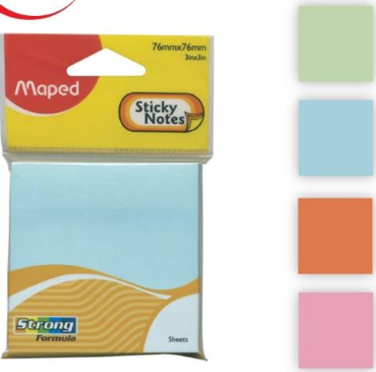 76mmx76mm
3inx3in
Maped
Sticky
Notes
Strong
Formula
Sheets